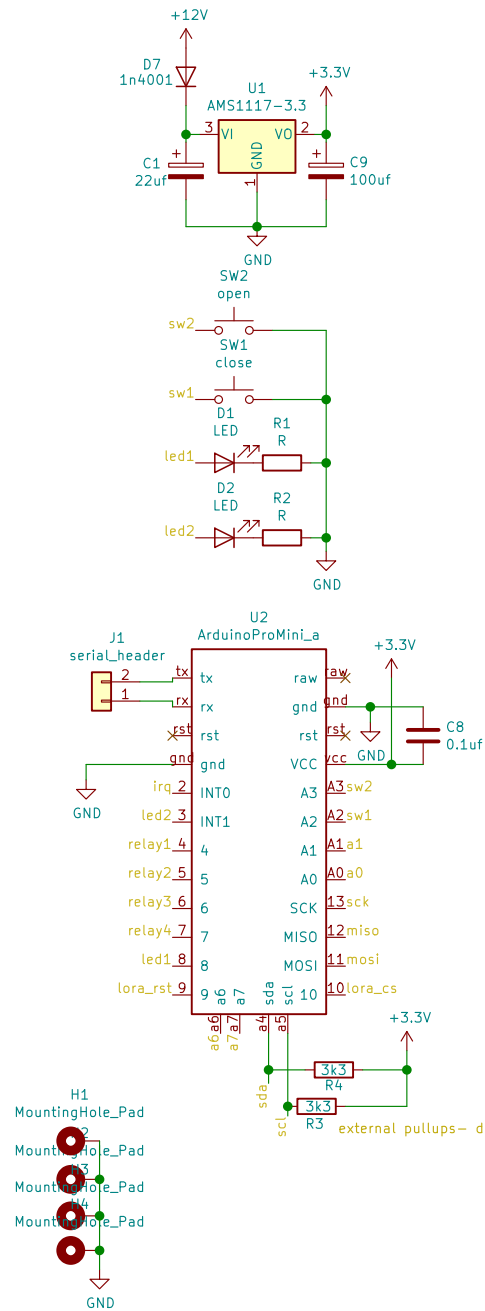 +12V
D7
1n4001
+3.3V
U1
AMS1117-3.3
3 VI VO 2
GND
1
+
C1
22uf
+
C9
100uf
GND
SW2
open
sw2
SW1
close
sw1
D1
LED
R1
R
led1
D2
LED
R2
R
led2
GND
U2
ArduinoProMini_a
J1
serial_header
+3.3V
2
1
tx tx raw raw
rx rx gnd gnd
rst rst rst rst
gnd gnd VCC vcc
GND
C8
0.1uf
GND
irq 2 INT0 A3 A3 sw2
led2 3 INT1 A2 A2 sw1
relay1 4 4 A1 A1 a1
relay2 5 5 A0 A0 a0
relay3 6 6 SCK 13 sck
relay4 7 7 MISO 12 miso
led1 8 8 MOSI 11 mosi
lora_rst 9 9 10 10 lora_cs
a6 a7 sda scl
a6 a7 a4 a5
a6 a7
+3.3V
3k3
R4
sda
3k3
R3
scl
external pullups- d
H1
MountingHole_Pad
H2
MountingHole_Pad
H3
MountingHole_Pad
H4
MountingHole_Pad
GND